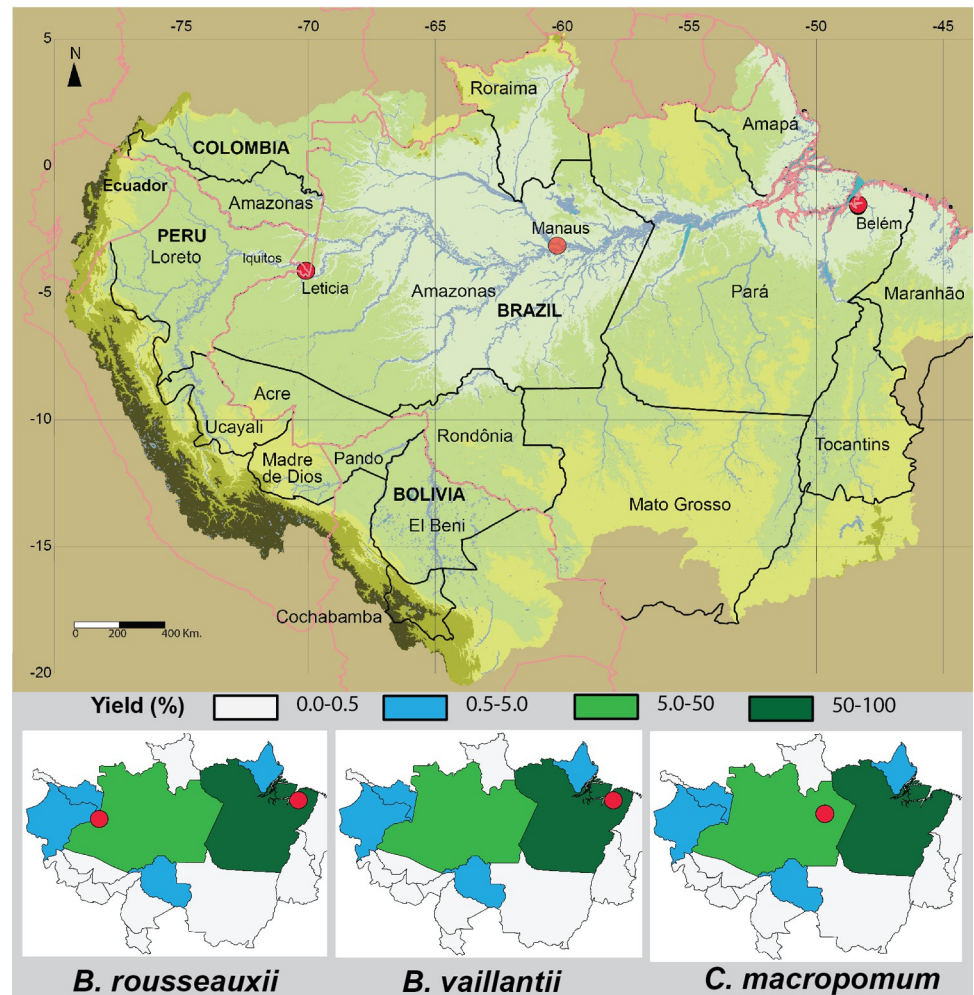 -75 -70 -65 -60 -55 -50 -45
5
N
Roraima
Amapá
COLOMBIA
0
Ecuador
Amazonas
Manaus
Belém
PERU
Loreto
Iquitos
Leticia
Amazonas
Pará
-5
BRAZIL
Maranhão
Acre
-10
Ucayali
Rondônia
Madre
de Dios
Pando
Tocantins
BOLIVIA
El Beni
Mato Grosso
-15
Cochabamba
0 200 400 Km.
-20
Yield (%) 0.0-0.5 0.5-5.0 5.0-50 50-100
B. rousseauxii B. vaillantii C. macropomum